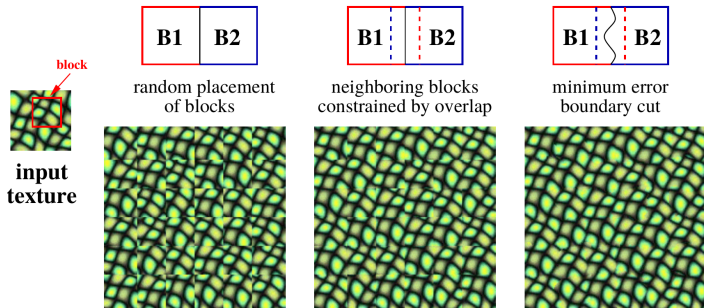 B1 B2
B1 B2
B1 B2
block
random placement
of blocks
neighboring blocks
constrained by overlap
minimum error
boundary cut
input
texture